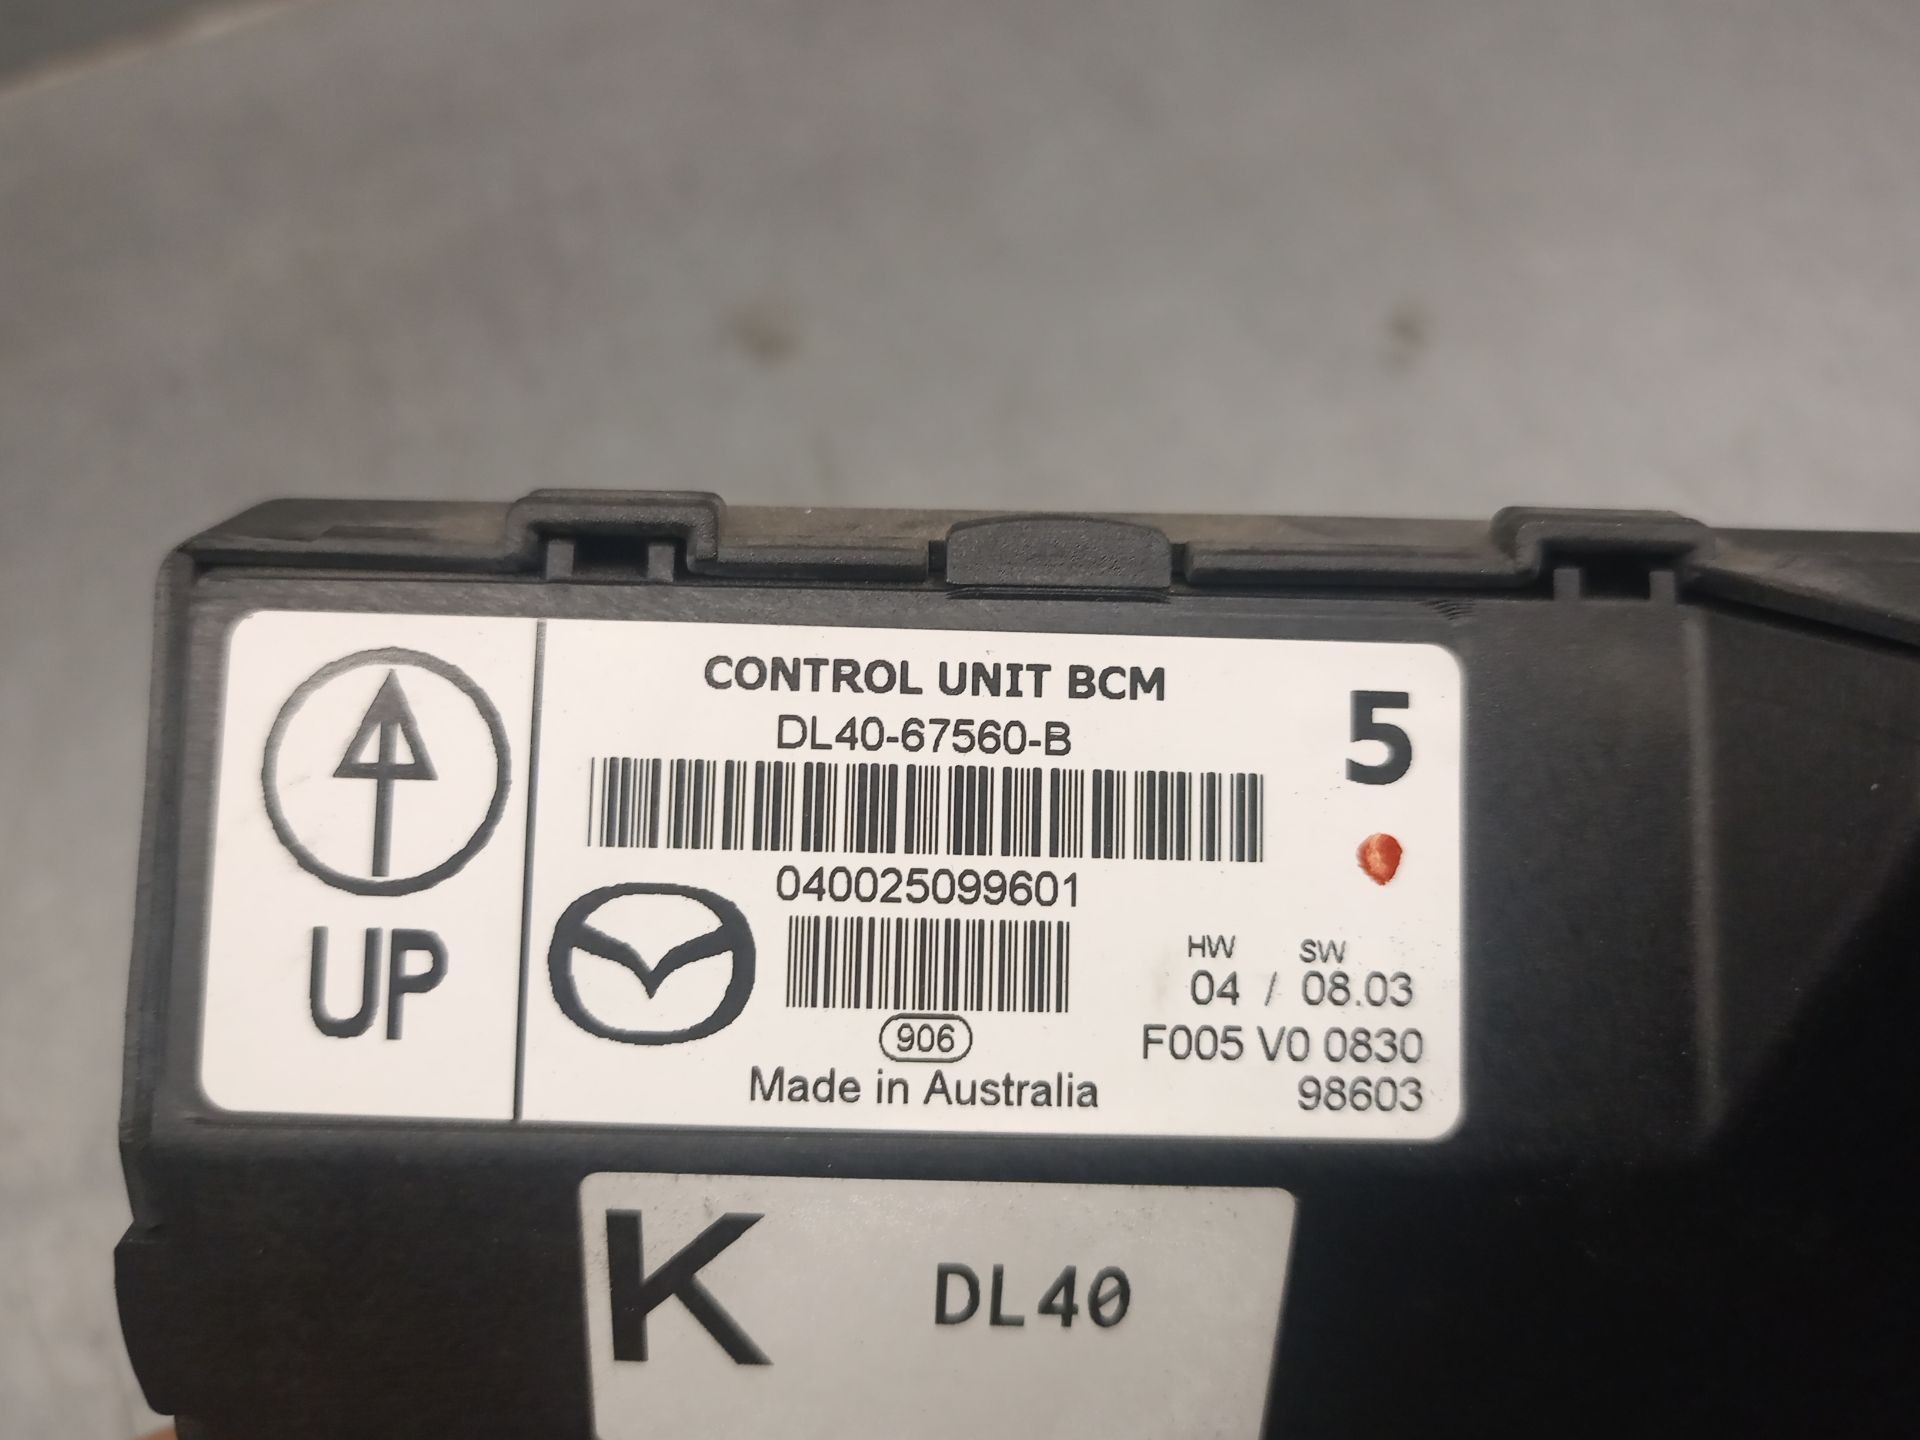 CONTROL UNIT BCM
DL40-67560-B
5
040025099601
UP
HW SW
04 / 08.03
906
F005 V0 0830
Made in Australia
98603
K
DL40